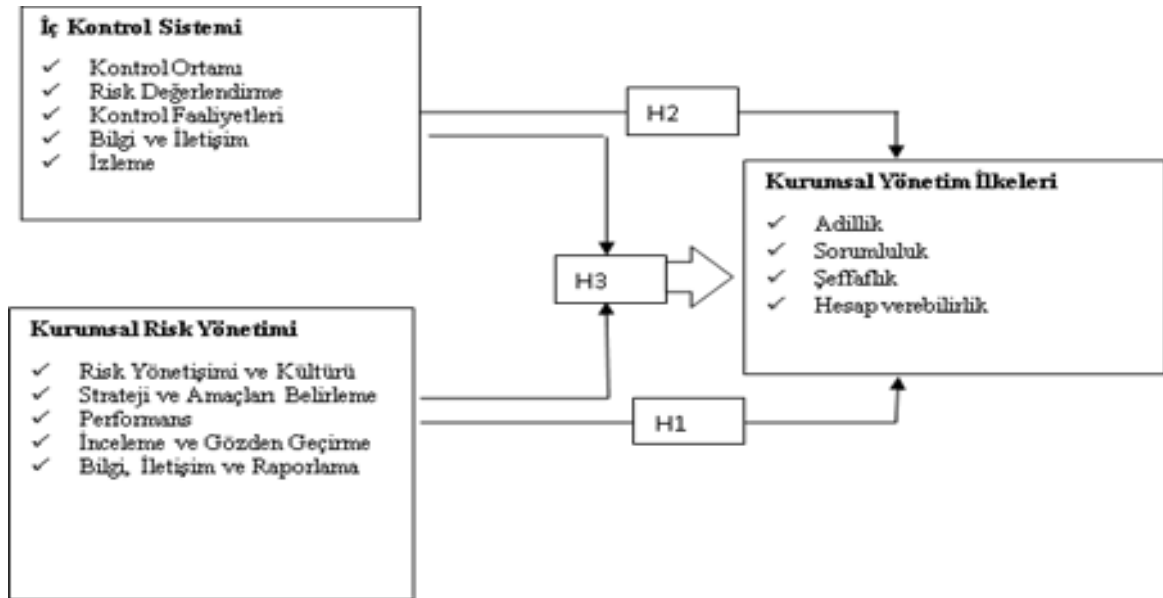 İç Kontrol Sistemi
✓ Kontrol Ortamı
✓ Risk Değerlendirme
✓ Kontrol Faaliyetleri
✓ Bilgi ve İletişim
✓ İzleme
H2
Kurumsal Yönetim İlkeleri
✓ Adillik
✓ Sorumluluk
✓ Şeffaflık
✓ Hesap verebilirlik
H3
Kurumsal Risk Yönetimi
✓ Risk Yönetişimi ve Kültürü
✓ Strateji ve Amaçları Belirleme
✓ Performans
✓ İnceleme ve Gözden Geçirme
✓ Bilgi, İletişim ve Raporlama
H1